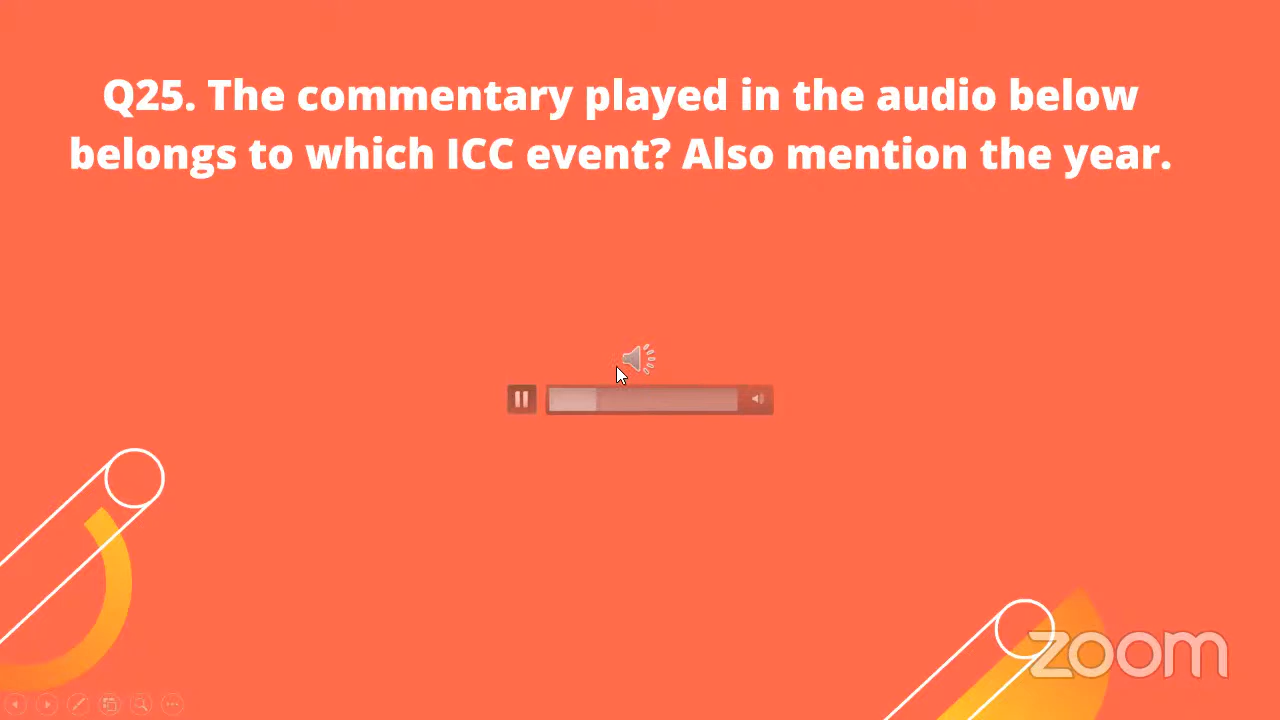 Q25. The commentary played in the audio below
belongs to which ICC event? Also mention the year.
zoom